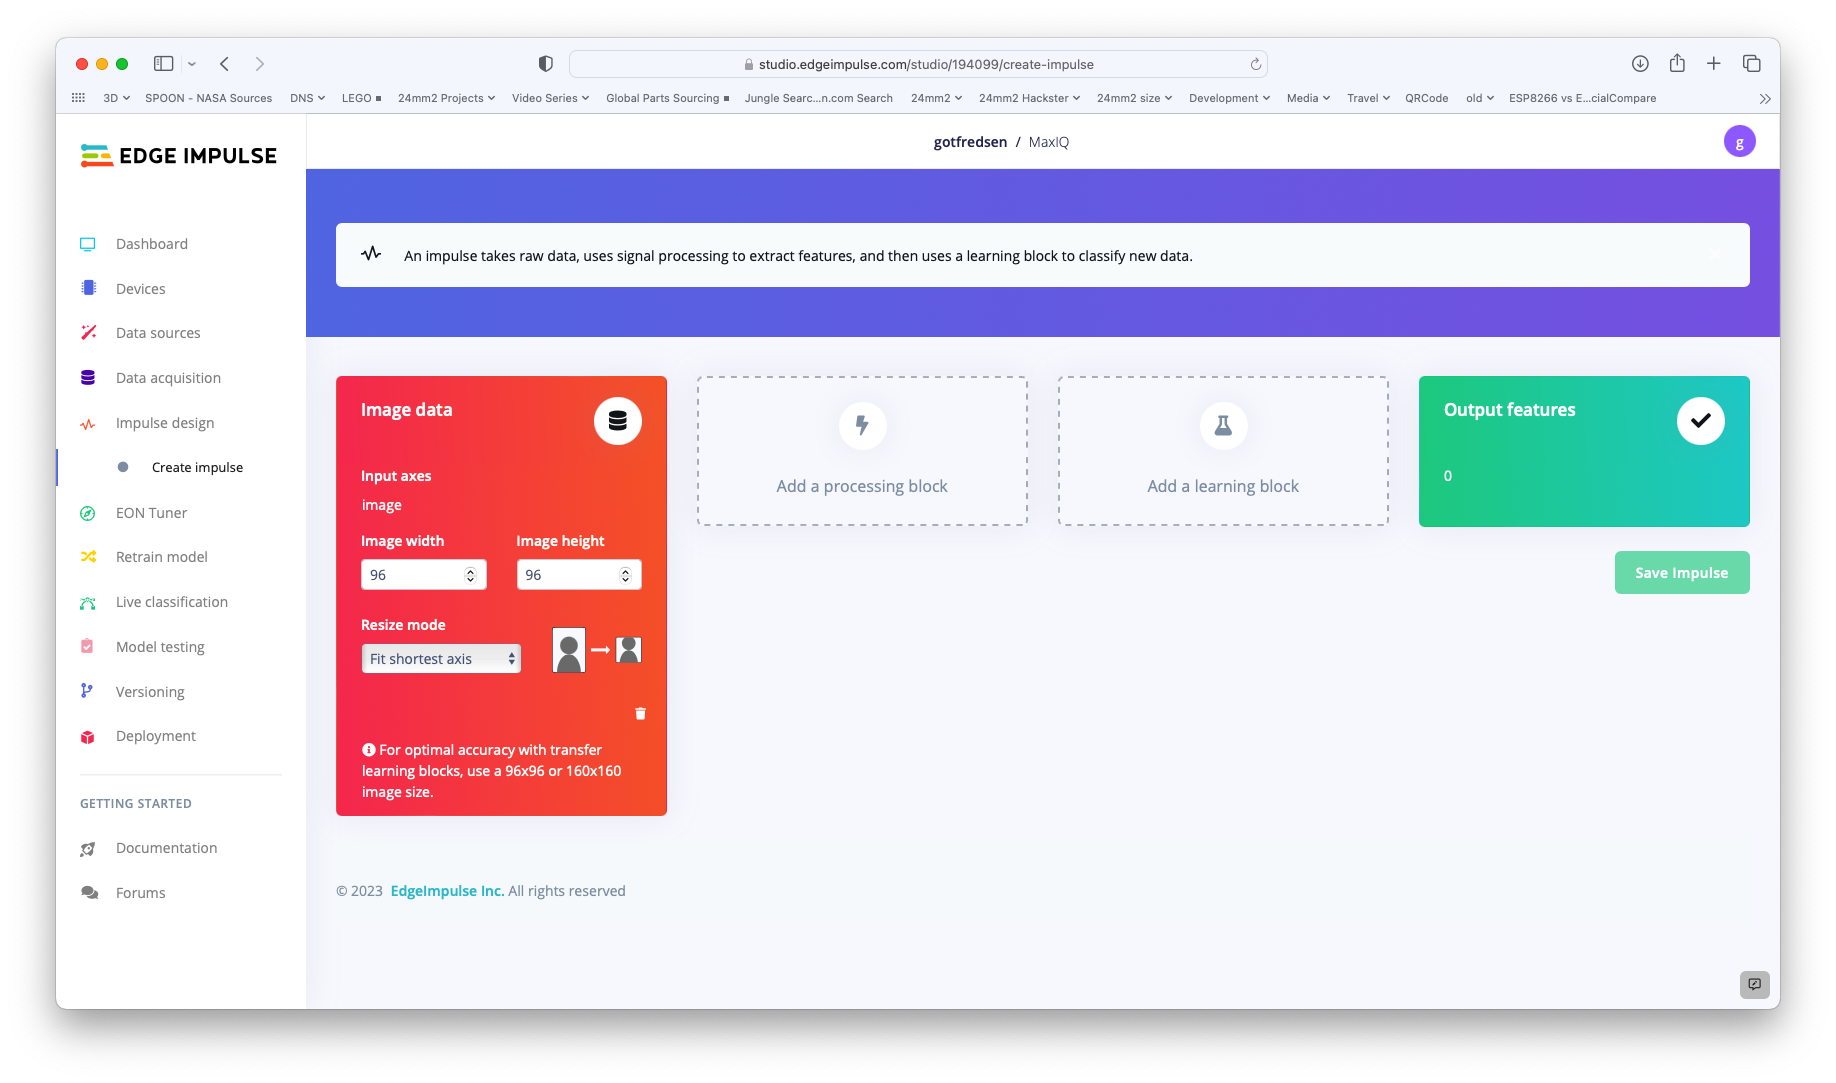 studio.edgeimpulse.com/studio/194099/create-impulse
3D SPOON - NASA Sources DNS LEGO 24mm2 Projects Video Series Global Parts Sourcing Jungle Searc...n.com Search 24mm2 24mm2 Hackster 24mm2 size Development Media Travel QRCode old ESP8266 vs E...cialCompare
EDGE IMPULSE
gotfredsen / MaxIQ
g
Dashboard
Devices
Data sources
Data acquisition
Impulse design
Create impulse
EON Tuner
Retrain model
Live classification
Model testing
Versioning
Deployment
GETTING STARTED
Documentation
Forums
An impulse takes raw data, uses signal processing to extract features, and then uses a learning block to classify new data.
Image data
Input axes
image
Image width Image height
96 96
Resize mode
Fit shortest axis
For optimal accuracy with transfer
learning blocks, use a 96x96 or 160x160
image size.
Add a processing block
Add a learning block
Output features
0
Save Impulse
© 2023 EdgeImpulse Inc. All rights reserved